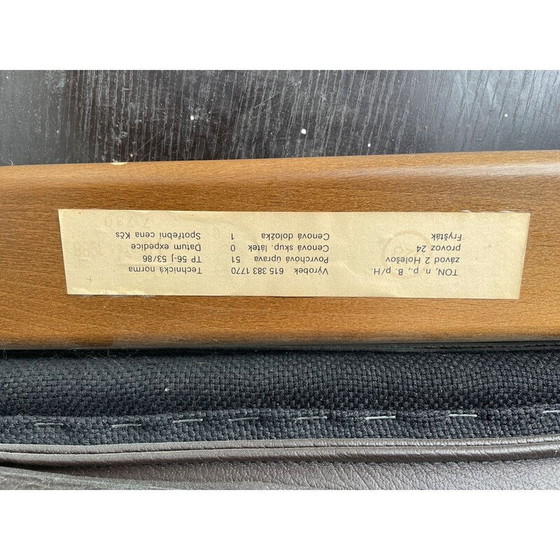 TON, n. p., B. p/H.
závod 2 Holešov
provoz 24
Fryšták
Výrobek 615 383 1770
Povrchová úprava 51
Cenová skup. látek 0
Cenová doložka 1
Technická norma
TP 56-j-53/86
Datum expedice
Spotřební cena Kčs